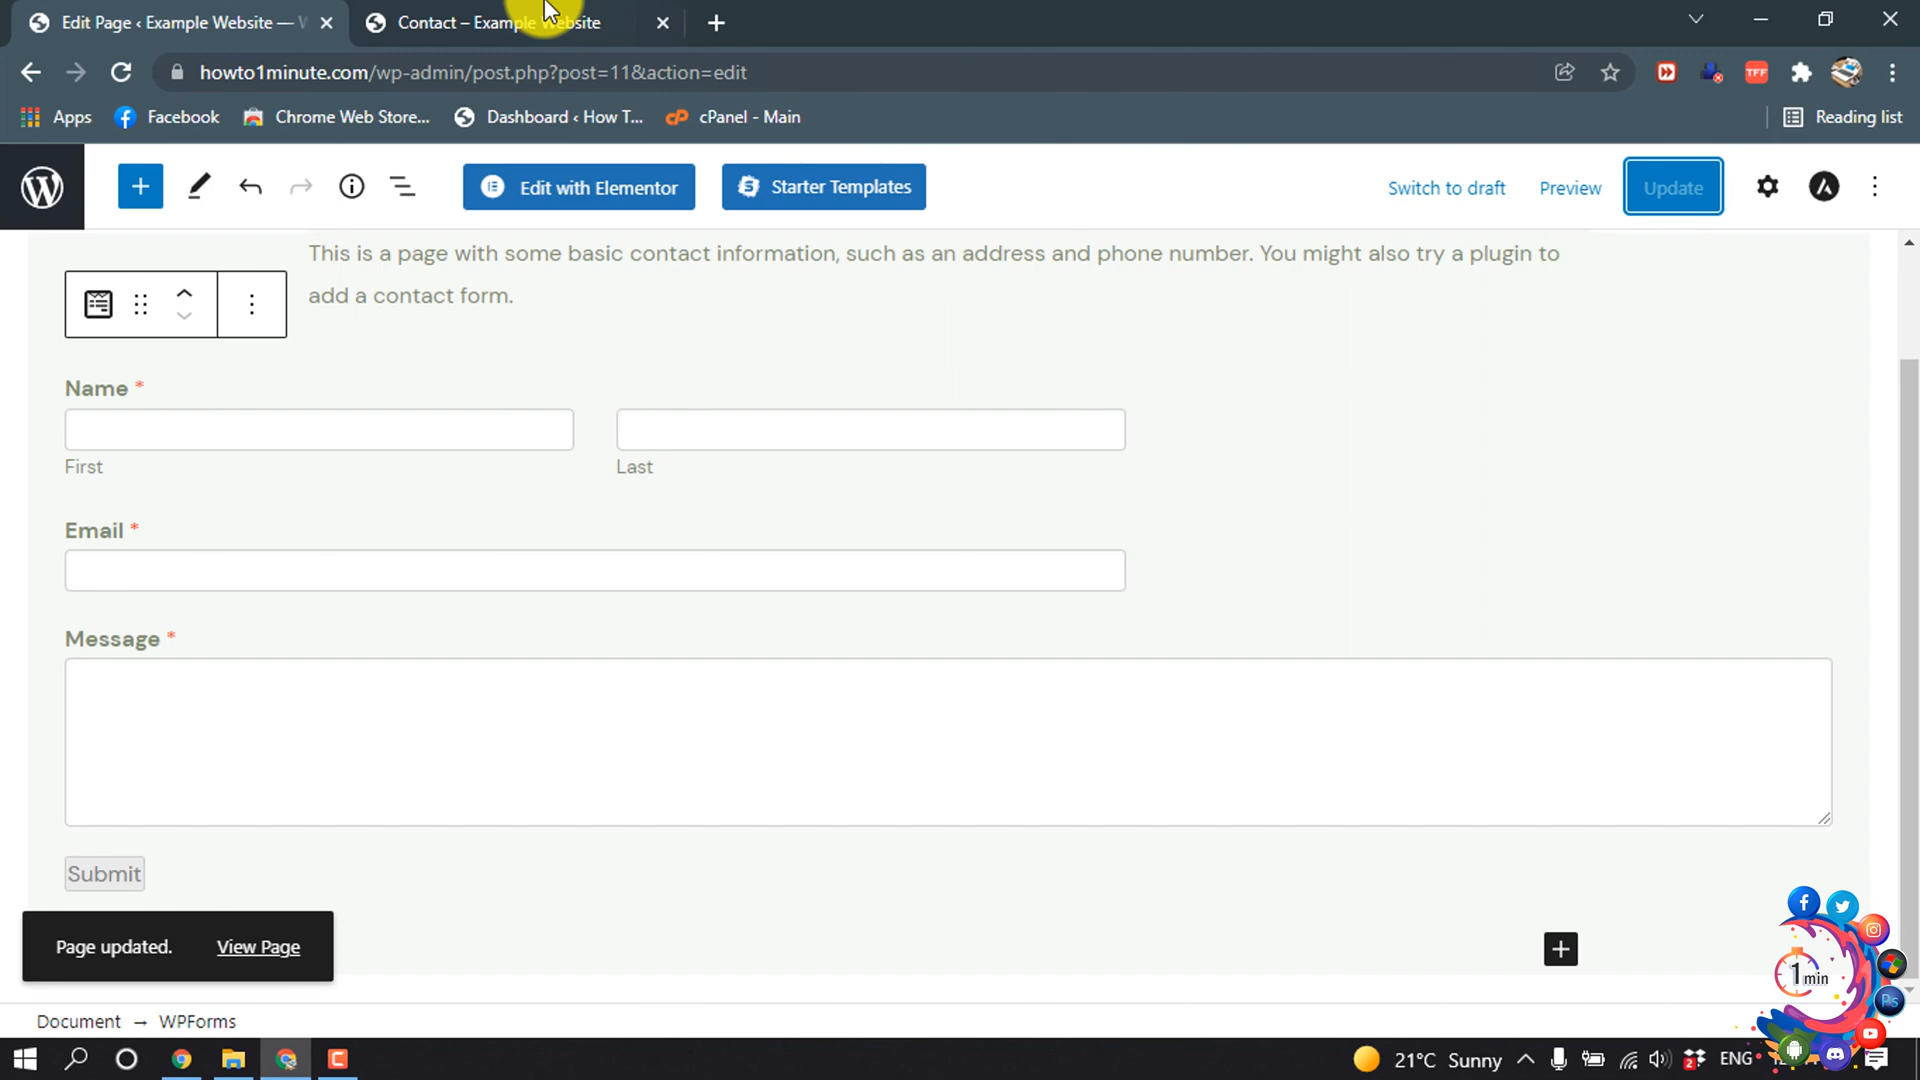 Edit Page ‹ Example Website —
Contact – Example Website
howto1minute.com/wp-admin/post.php?post=11&action=edit
Apps
Facebook
Chrome Web Store...
Dashboard ‹ How T...
cPanel - Main
Reading list
Edit with Elementor
Starter Templates
Switch to draft
Preview
Update
This is a page with some basic contact information, such as an address and phone number. You might also try a plugin to
add a contact form.
Name *
First
Last
Email *
Message *
Submit
Page updated.
View Page
1min
Ps
Document → WPForms
21°C Sunny
ENG